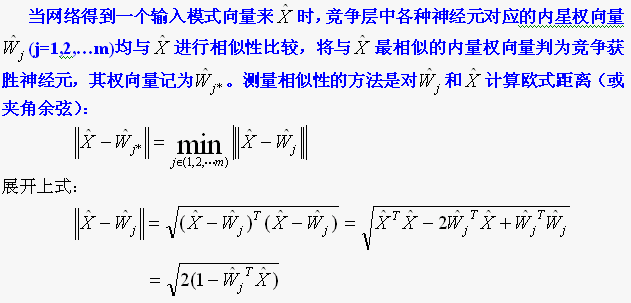 当网络得到一个输入模式向量来 $\hat{X}$ 时，竞争层中各种神经元对应的内星权向量
$\hat{W}_j$ (j=1,2,…m)均与 $\hat{X}$ 进行相似性比较，将与 $\hat{X}$ 最相似的内量权向量判为竞争获
胜神经元，其权向量记为$\hat{W}_{j*}$。测量相似性的方法是对$\hat{W}_j$ 和 $\hat{X}$ 计算欧式距离（或
夹角余弦）：
$\left\|\hat{X}-\hat{W}_{j*}\right\|=\min_{j\in(1,2,\cdots m)}\left\|\left|\hat{X}-\hat{W}_j\right|\right\|$
展开上式：
$\left\|\hat{X}-\hat{W}_j\right\|=\sqrt{(\hat{X}-\hat{W}_j)^T(\hat{X}-\hat{W}_j)}=\sqrt{\hat{X}^T\hat{X}-2\hat{W}_j^T\hat{X}+\hat{W}_j^T\hat{W}_j}$
$=\sqrt{2(1-\hat{W}_j^T\hat{X})}$